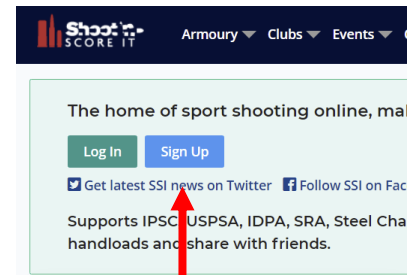 Shoot'n-
SCORE IT
Armoury Clubs Events
The home of sport shooting online, ma
Log In Sign Up
Get latest SSI news on Twitter Follow SSI on Fac
Supports IPSC, USPSA, IDPA, SRA, Steel Cha
handloads and share with friends.